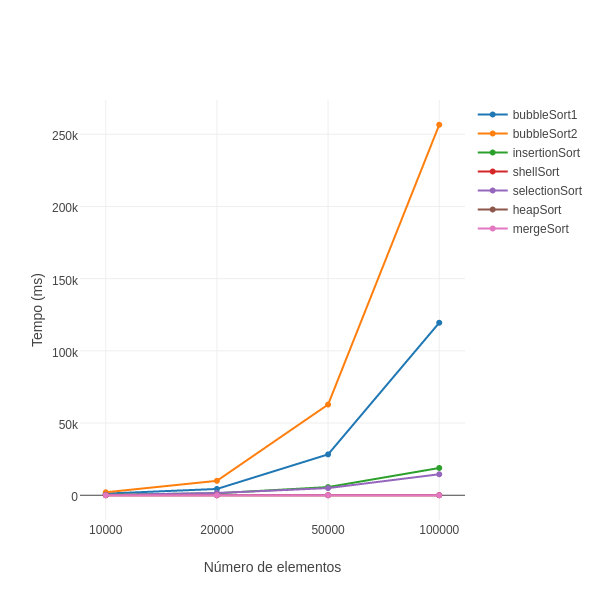 bubbleSort1
bubbleSort2
insertionSort
shellSort
selectionSort
heapSort
mergeSort
250k
200k
150k
100k
50k
0
Tempo (ms)
10000 20000 50000 100000
Número de elementos